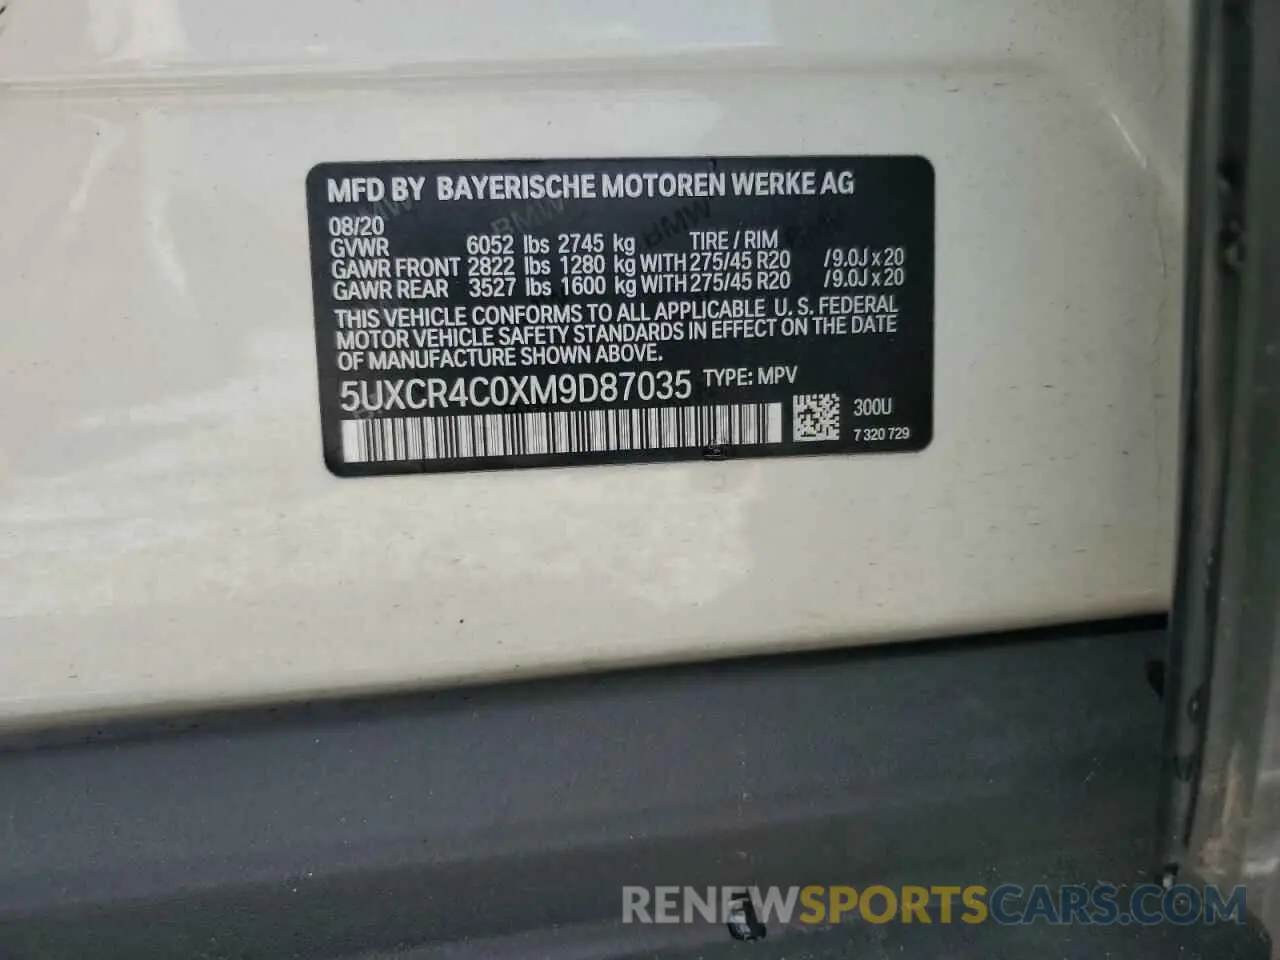 MFD BY BAYERISCHE MOTOREN WERKE AG
08/20
GVWR 6052 lbs 2745 kg TIRE / RIM
GAWR FRONT 2822 lbs 1280 kg WITH 275/45 R20 / 9.0J x 20
GAWR REAR 3527 lbs 1600 kg WITH 275/45 R20 / 9.0J x 20
THIS VEHICLE CONFORMS TO ALL APPLICABLE U. S. FEDERAL
MOTOR VEHICLE SAFETY STANDARDS IN EFFECT ON THE DATE
OF MANUFACTURE SHOWN ABOVE.
5UXCR4C0XM9D87035 TYPE: MPV
300U
7 320 729
RENEWSPORTSCARS.COM